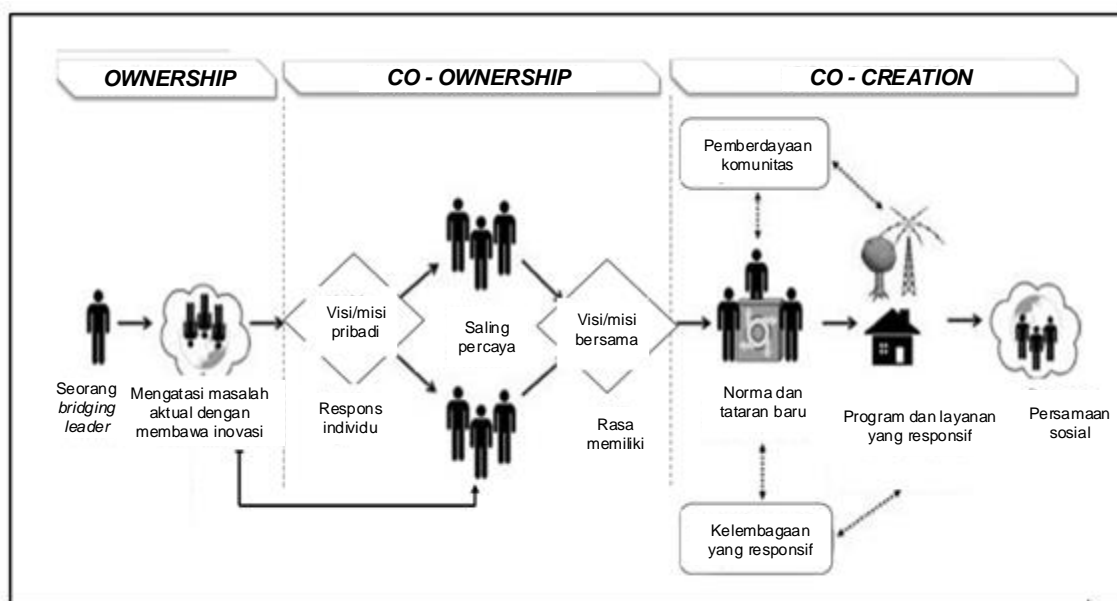 OWNERSHIP
CO - OWNERSHIP
CO - CREATION
Seorang
bridging
leader
Mengatasi masalah
aktual dengan
membawa inovasi
Visi/misi
pribadi
Respons
individu
Saling
percaya
Visi/misi
bersama
Rasa
memiliki
Pemberdayaan
komunitas
Norma dan
tataran baru
Kelembagaan
yang responsif
Program dan layanan
yang responsif
Persamaan
sosial